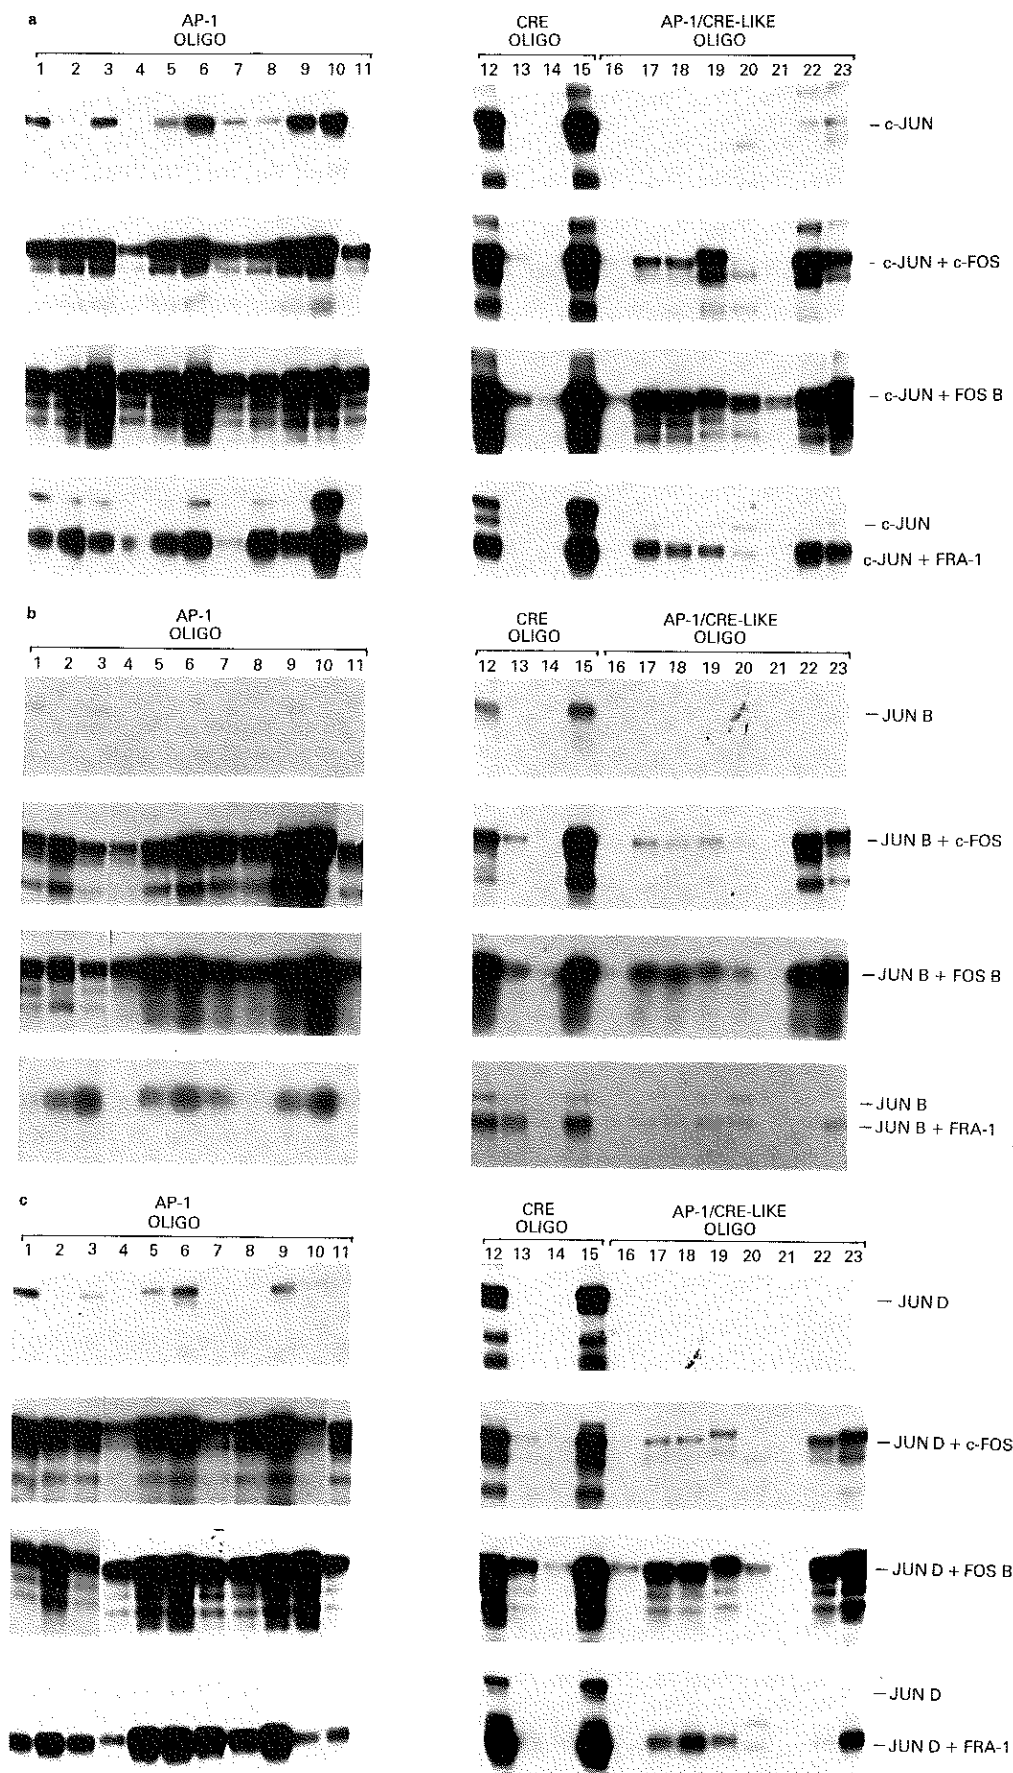 a
AP-1
OLIGO
1 2 3 4 5 6 7 8 9 10 11
CRE
OLIGO
AP-1/CRE-LIKE
OLIGO
12 13 14 15 16 17 18 19 20 21 22 23
– c-JUN
- c-JUN + c-FOS
– c-JUN + FOS B
– c-JUN
c-JUN + FRA-1
b
AP-1
OLIGO
1 2 3 4 5 6 7 8 9 10 11
CRE
OLIGO
AP-1/CRE-LIKE
OLIGO
12 13 14 15 16 17 18 19 20 21 22 23
– JUN B
– JUN B + c-FOS
– JUN B + FOS B
– JUN B
– JUN B + FRA-1
c
AP-1
OLIGO
1 2 3 4 5 6 7 8 9 10 11
CRE
OLIGO
AP-1/CRE-LIKE
OLIGO
12 13 14 15 16 17 18 19 20 21 22 23
– JUN D
– JUN D + c-FOS
– JUN D + FOS B
– JUN D
– JUN D + FRA-1